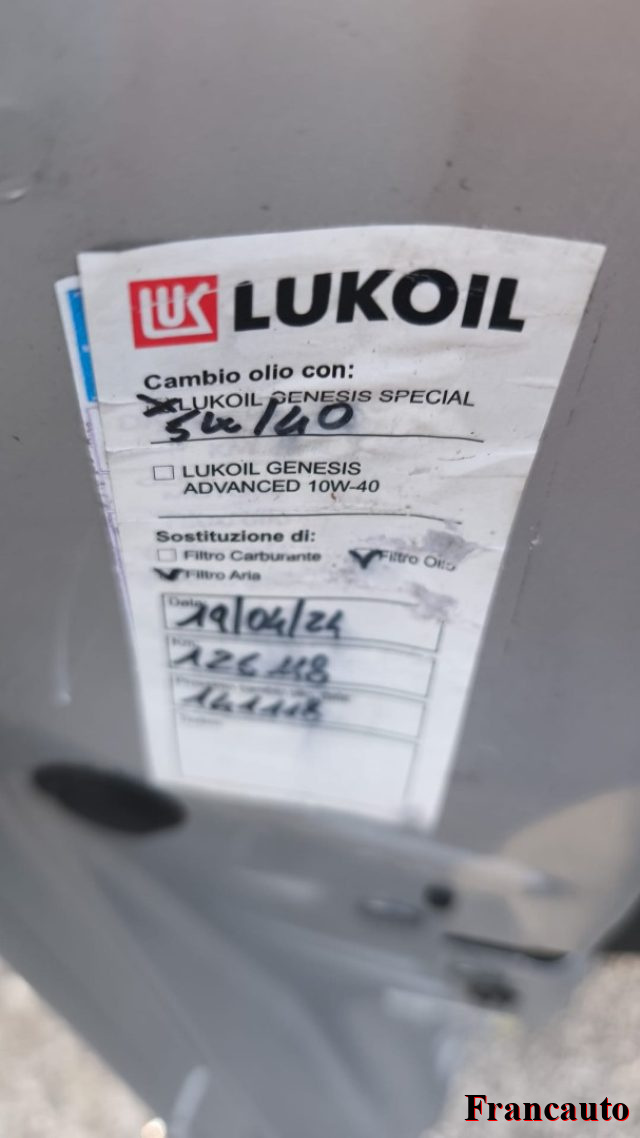 LUK LUKOIL
Cambio olio con:
LUKOIL GENESIS SPECIAL
5w/40
LUKOIL GENESIS
ADVANCED 10W-40
Sostituzione di:
Filtro Carburante Filtro Olio
Filtro Aria
Data
19/04/24
Km
126118
141118
Francauto